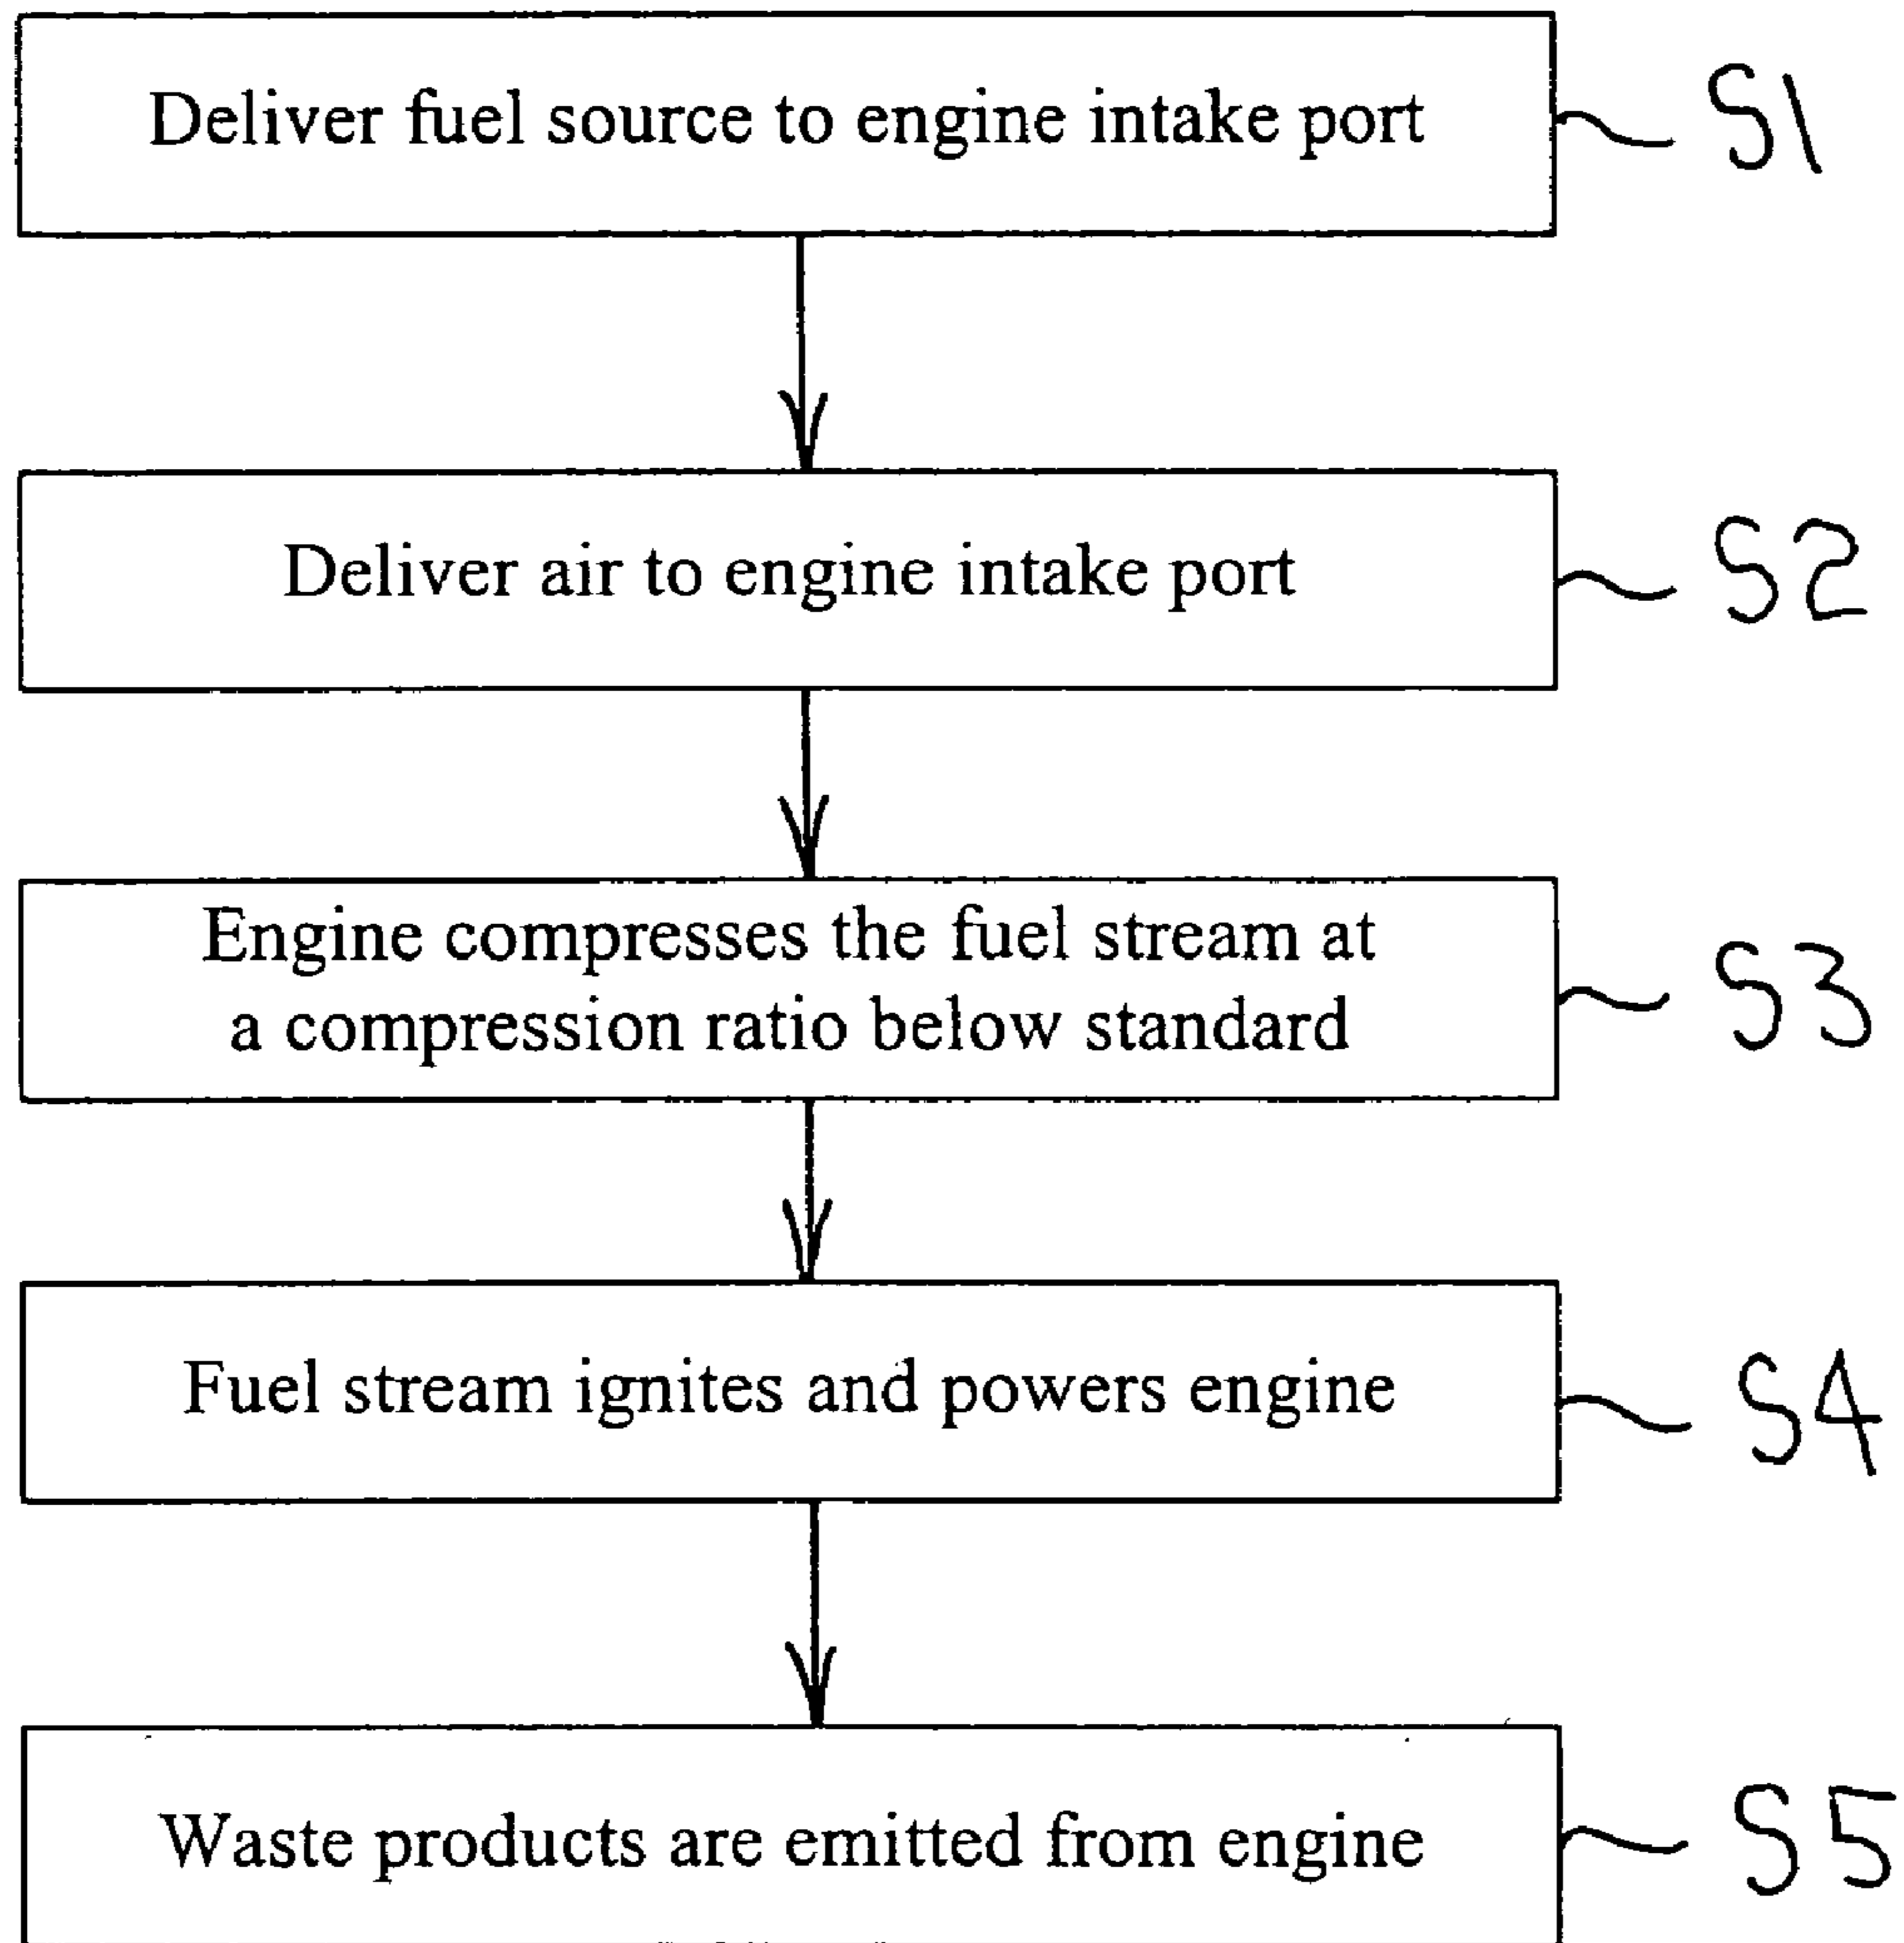 Deliver fuel source to engine intake port
S1
Deliver air to engine intake port
S2
Engine compresses the fuel stream at
a compression ratio below standard
S3
Fuel stream ignites and powers engine
S4
Waste products are emitted from engine
S5